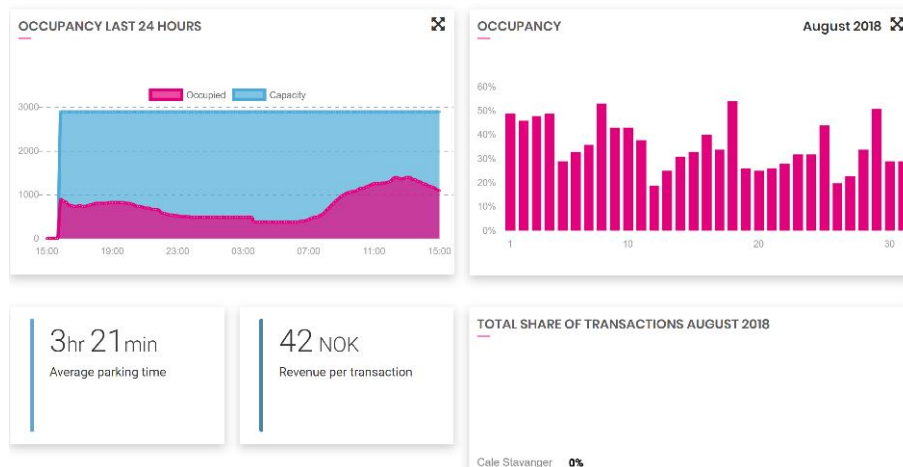 OCCUPANCY LAST 24 HOURS
Occupied Capacity
3000
2000
1000
0
15:00 19:00 23:00 03:00 07:00 11:00 15:00
OCCUPANCY August 2018
60%
50%
40%
30%
20%
10%
0%
1 10 20 30
3hr 21min
Average parking time
42 NOK
Revenue per transaction
TOTAL SHARE OF TRANSACTIONS AUGUST 2018
Cale Stavanger 0%